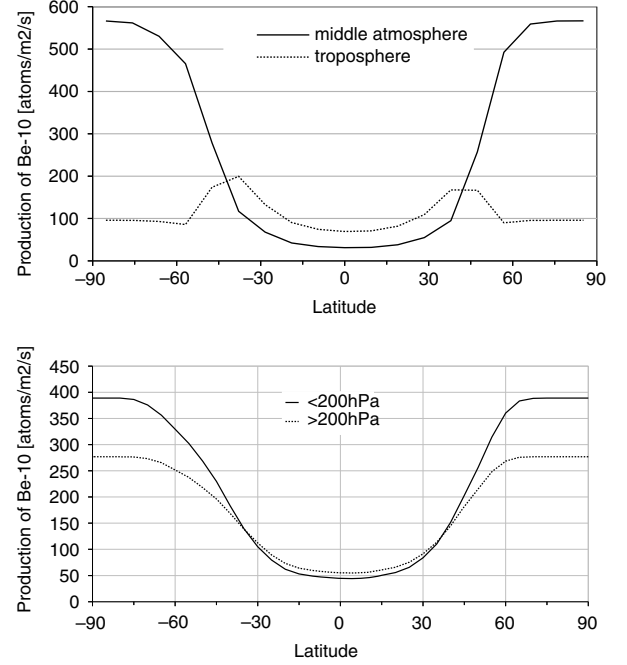 Production of Be-10 [atoms/m2/s]
600
500
400
300
200
100
0
middle atmosphere
troposphere
–90 –60 –30 0 30 60 90
Latitude
Production of Be-10 [atoms/m2/s]
450
400
350
300
250
200
150
100
50
0
<200hPa
>200hPa
–90 –60 –30 0 30 60 90
Latitude